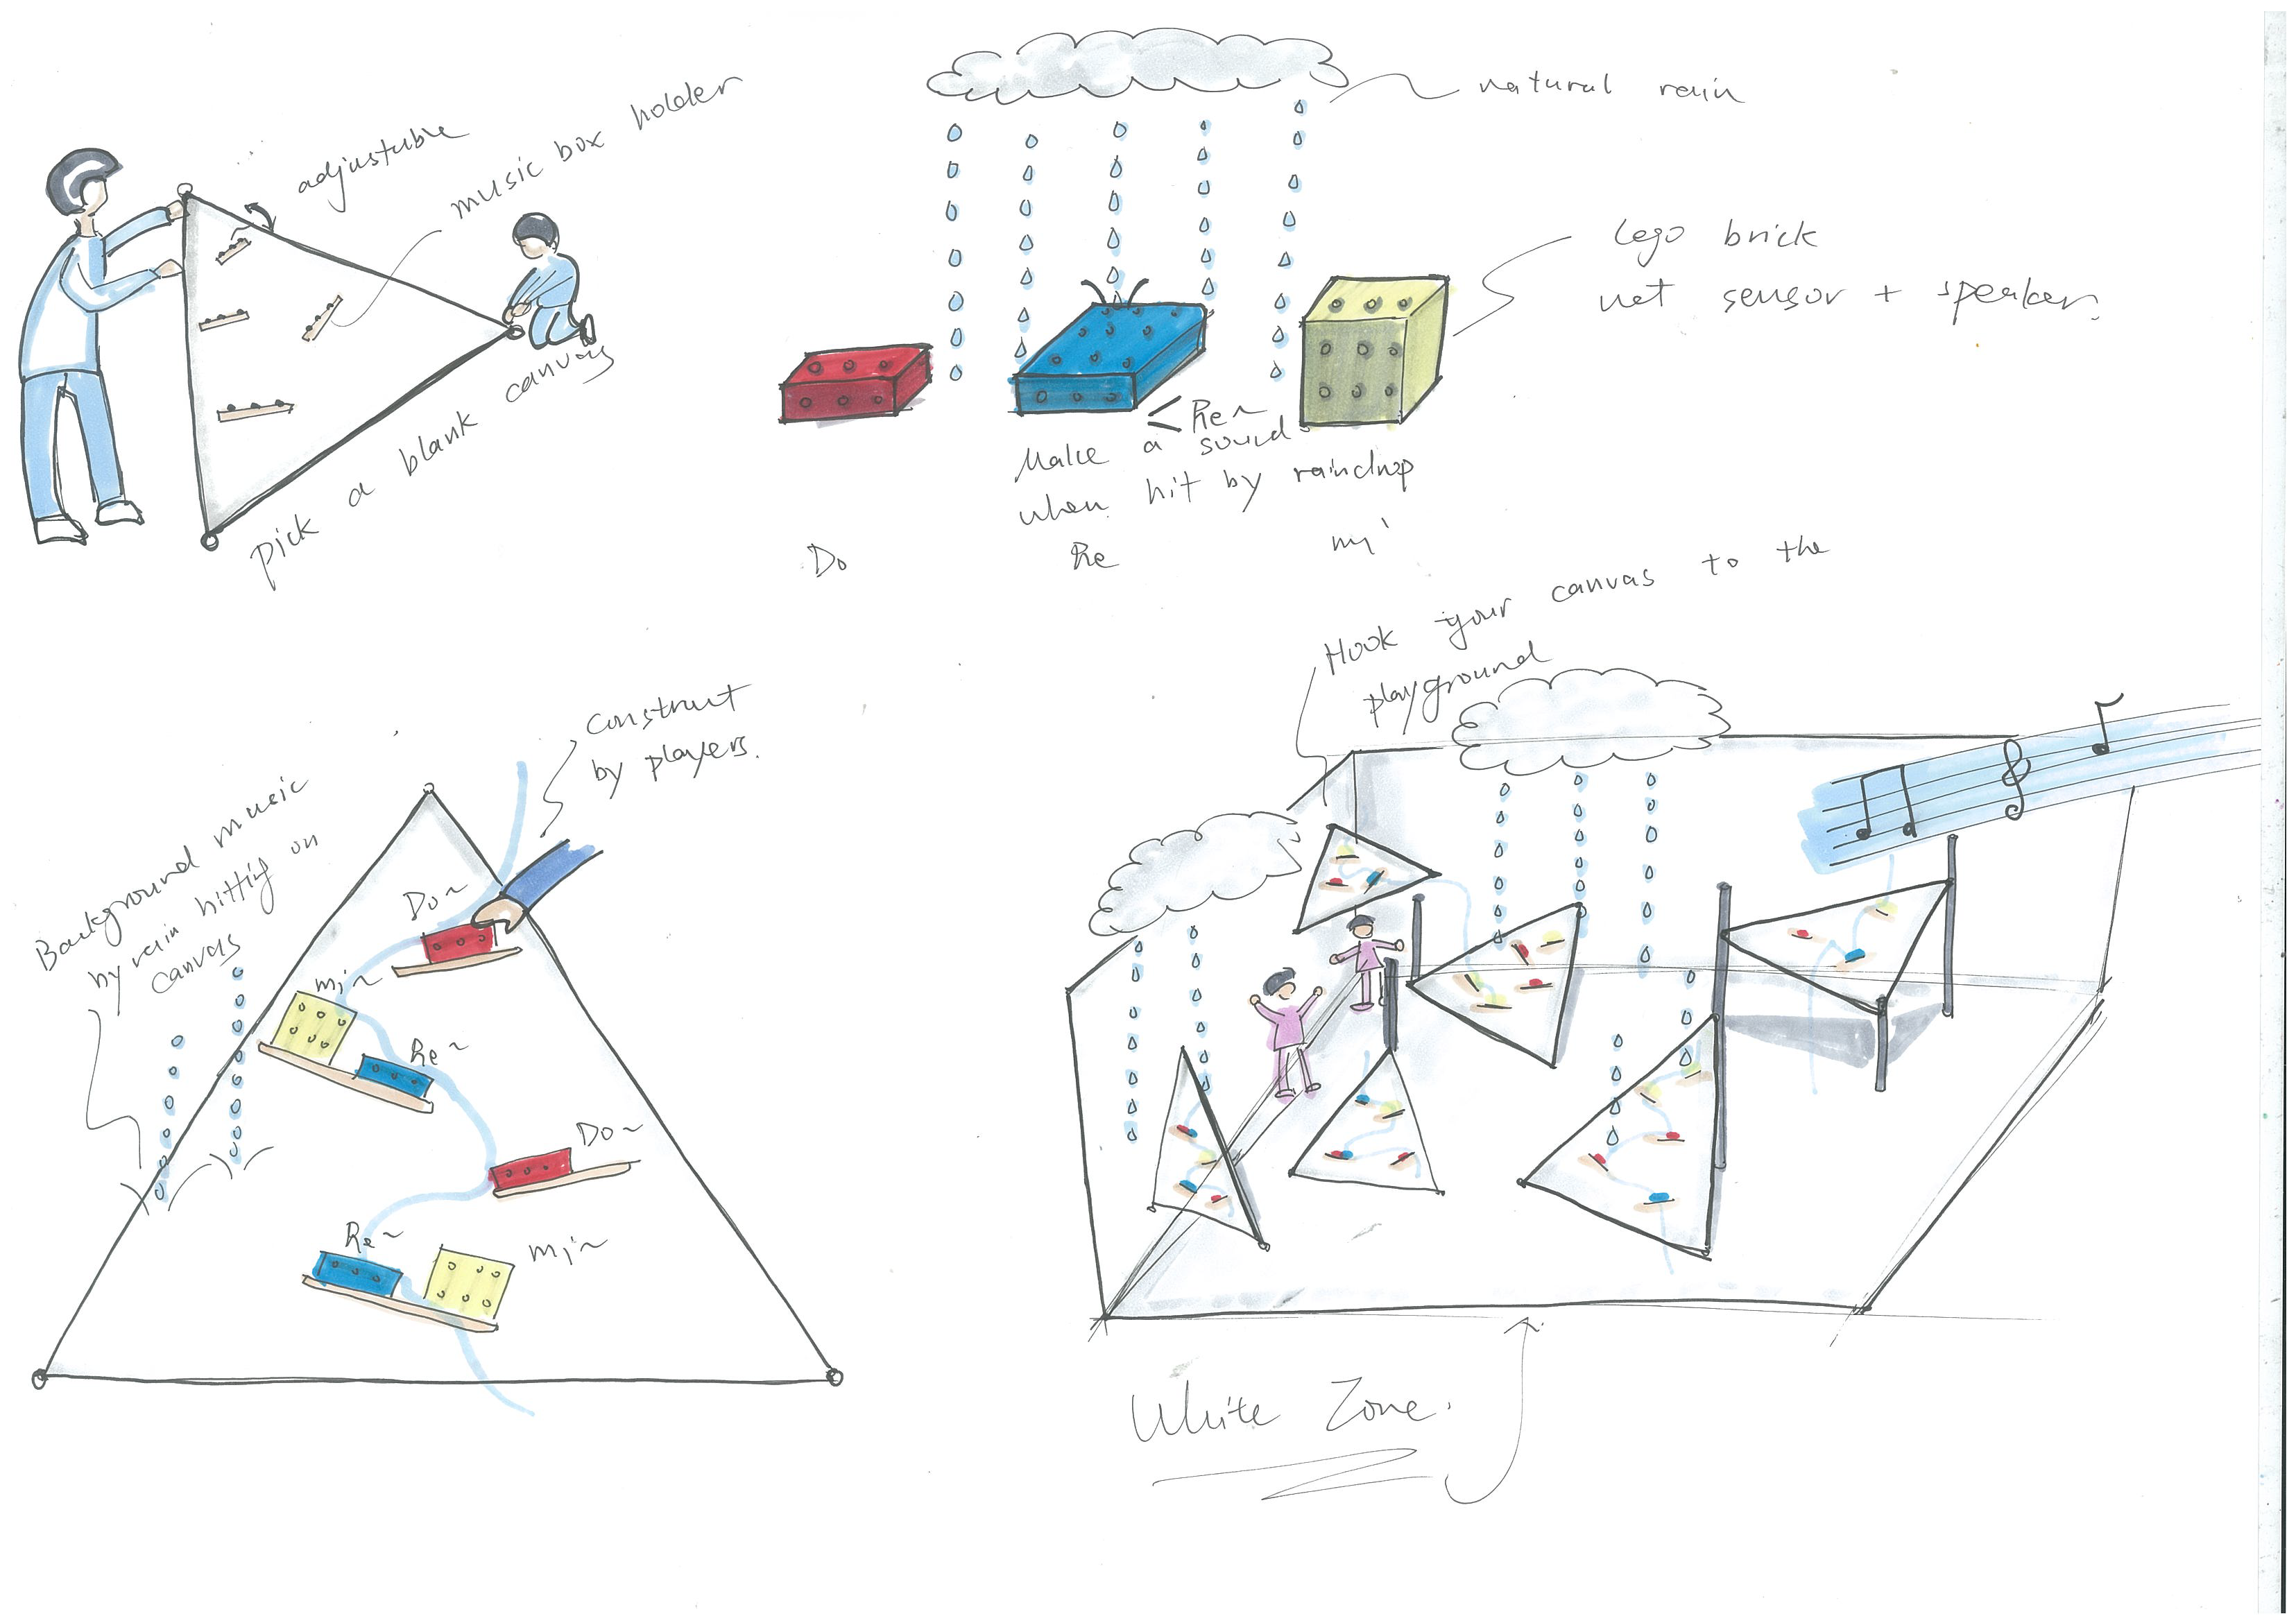 adjustable
music box holder
pick a blank canvas
natural rain
Lego brick
wet sensor + speaker.
Re~
Make a sound
when hit by raindrop
Do
Re
mi
Hook your canvas to the
playground
construct
by players.
Background music
by rain hitting on
canvas
Do~
mi~
Re~
Do~
Re~
mi~
White Zone.